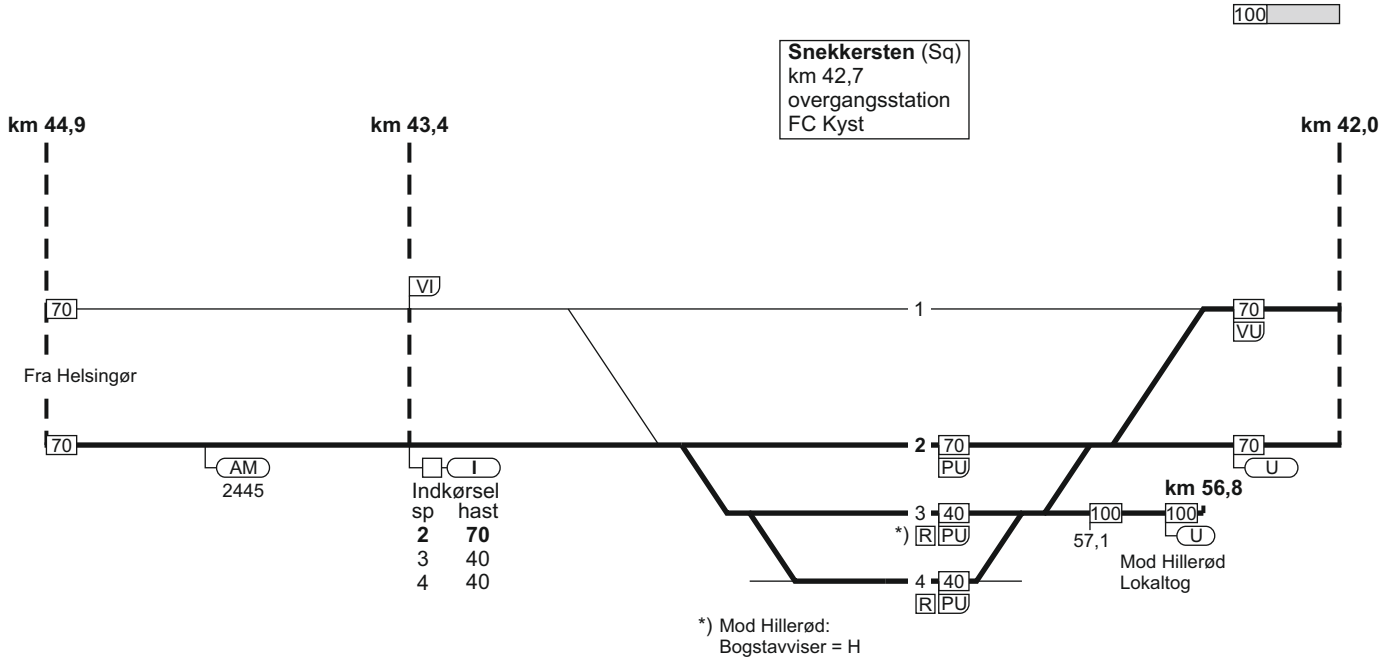 100
Snekkersten (Sq)
km 42,7
overgangsstation
FC Kyst
km 44,9
km 43,4
km 42,0
VI
70
1
70
VU
Fra Helsingør
70
2
70
70
AM
I
PU
U
2445
Indkørsel
km 56,8
sp hast
3
40
100
100
2 70
*) R PU
57,1
U
3 40
Mod Hillerød
4 40
4
40
Lokaltog
R PU
*) Mod Hillerød:
Bogstavviser = H